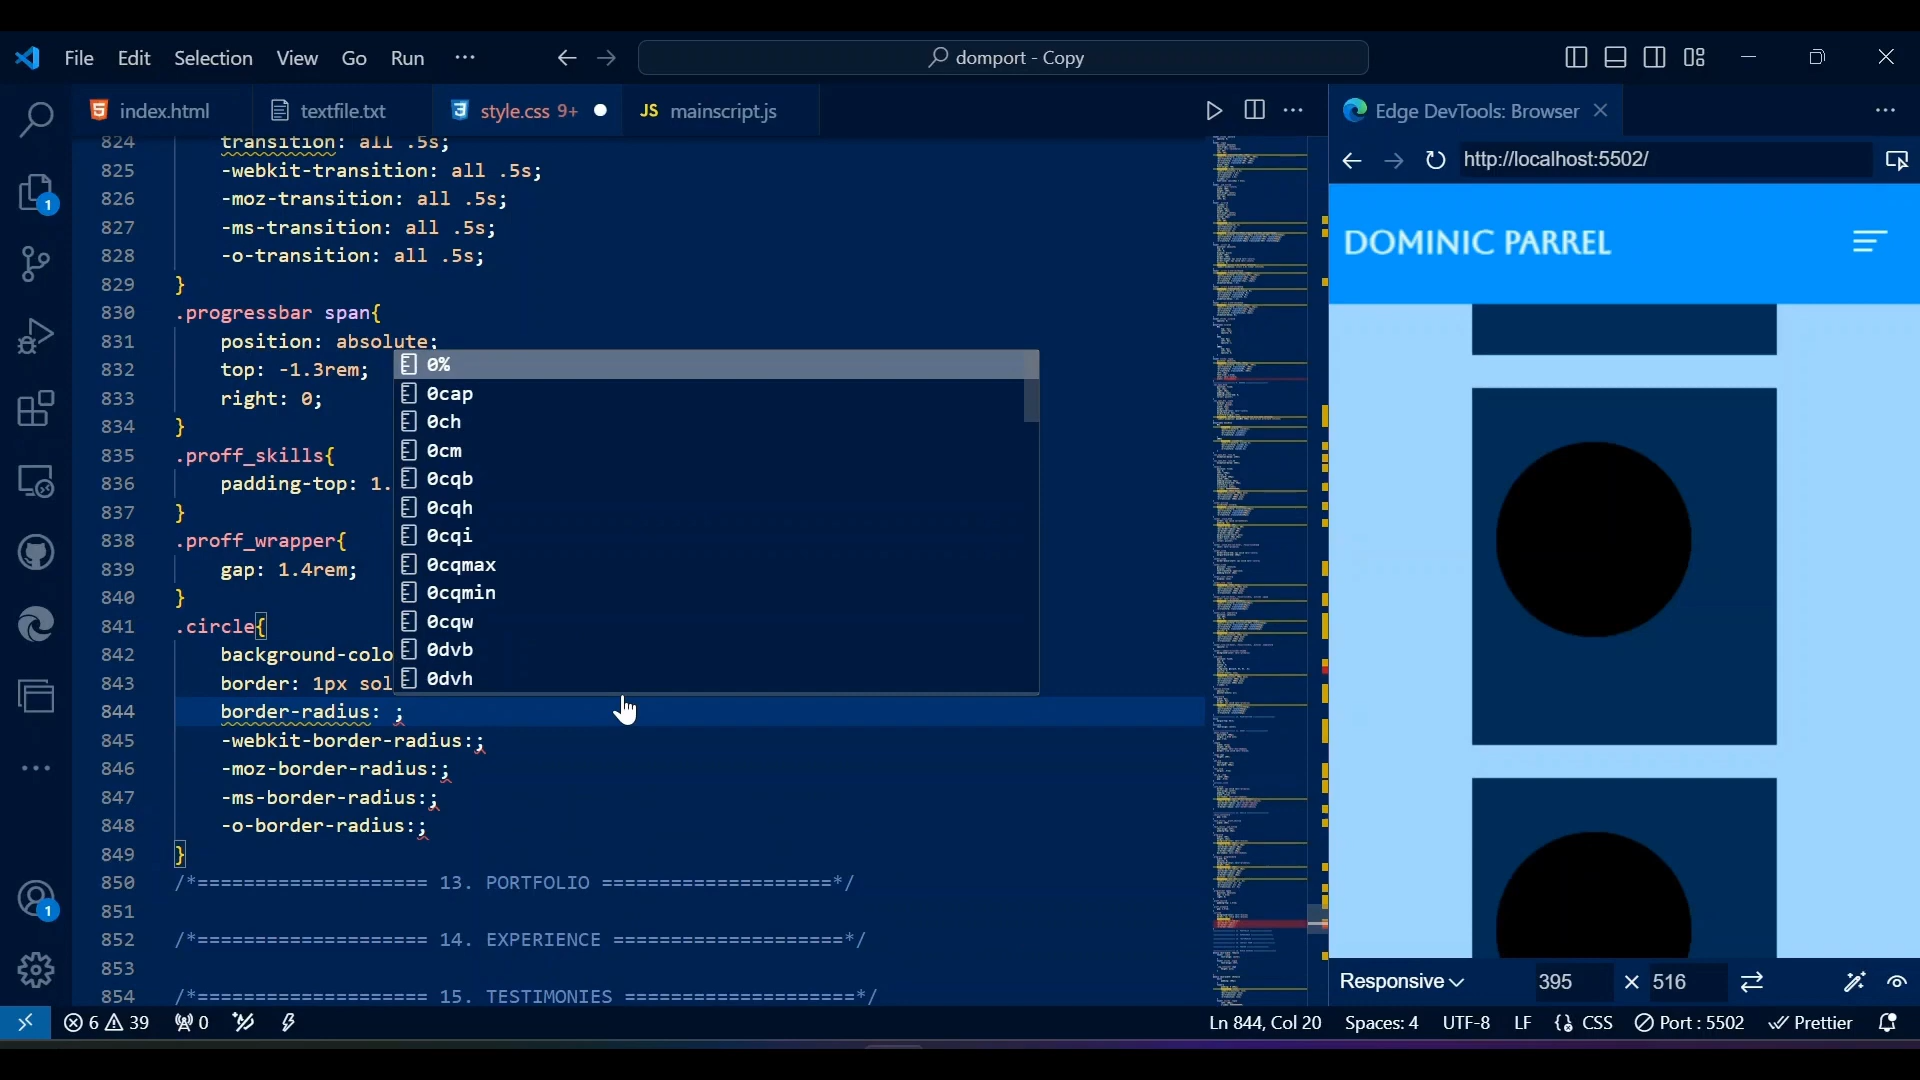 File Edit Selection View Go Run ...
domport - Copy
index.html
textfile.txt
style.css 9+
JS mainscript.js
Edge DevTools: Browser
http://localhost:5502/
824 transition: all .5s;
825 -webkit-transition: all .5s;
826 -moz-transition: all .5s;
827 -ms-transition: all .5s;
828 -o-transition: all .5s;
829 }
830 .progressbar span{
831 position: absolute;
832 top: -1.3rem;
833 right: 0;
834 }
835 .proff_skills{
836 padding-top: 1.
837 }
838 .proff_wrapper{
839 gap: 1.4rem;
840 }
841 .circle{
842 background-colo
843 border: 1px sol
844 border-radius: ;
845 -webkit-border-radius:;
846 -moz-border-radius:;
847 -ms-border-radius:;
848 -o-border-radius:;
849 }
850 /*==================== 13. PORTFOLIO ====================*/
851
852 /*==================== 14. EXPERIENCE ====================*/
853
854 /*==================== 15. TESTIMONIES ====================*/
0%
0cap
0ch
0cm
0cqb
0cqh
0cqi
0cqmax
0cqmin
0cqw
0dvb
0dvh
DOMINIC PARREL
Responsive 395 × 516
1
1
6 39 0
Ln 844, Col 20 Spaces: 4 UTF-8 LF {} CSS Port : 5502 Prettier